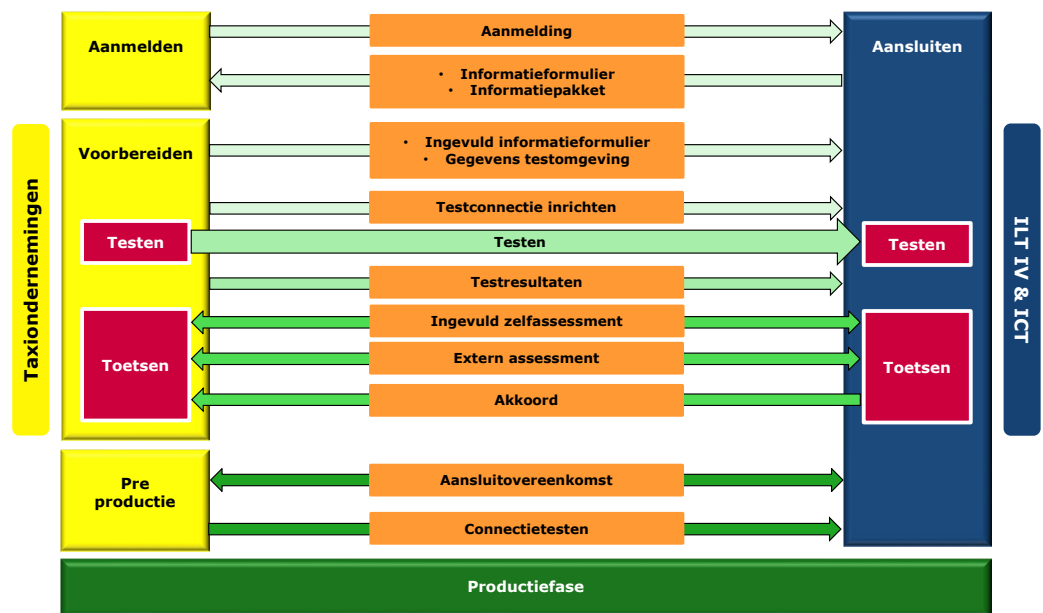 Aanmelden
Aanmelding
Aansluiten
• Informatieformulier
• Informatiepakket
Taxiondernemingen
Voorbereiden
• Ingevuld informatieformulier
• Gegevens testomgeving
Testconnectie inrichten
Testen
Testen
Testen
Testresultaten
Toetsen
Ingevuld zelfassessment
Extern assessment
Akkoord
Toetsen
ILT IV & ICT
Pre
productie
Aansluitovereenkomst
Connectietesten
Productiefase